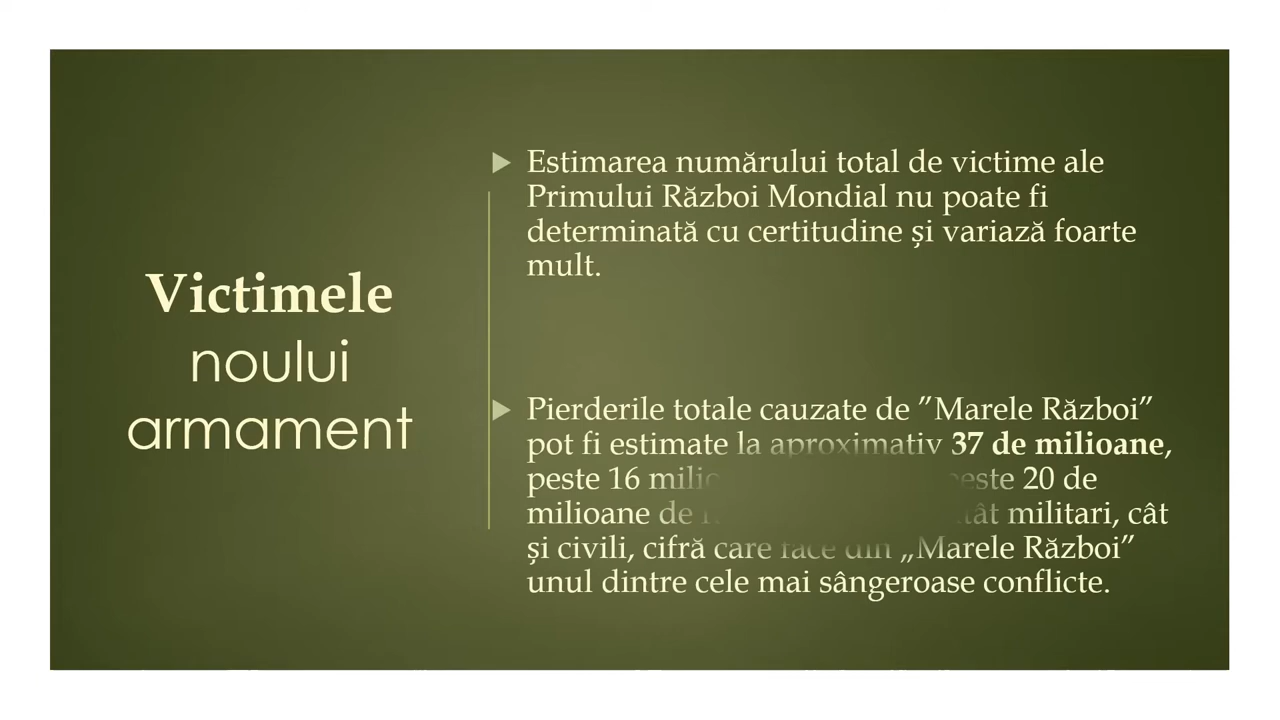 Victimele
noului
armament
Estimarea numărului total de victime ale
Primului Război Mondial nu poate fi
determinată cu certitudine și variază foarte
mult.
Pierderile totale cauzate de ”Marele Război”
pot fi estimate la aproximativ 37 de milioane,
peste 16 20 de
milioane de militari, cât
și civili, cifră care face din „Marele Război”
unul dintre cele mai sângeroase conflicte.